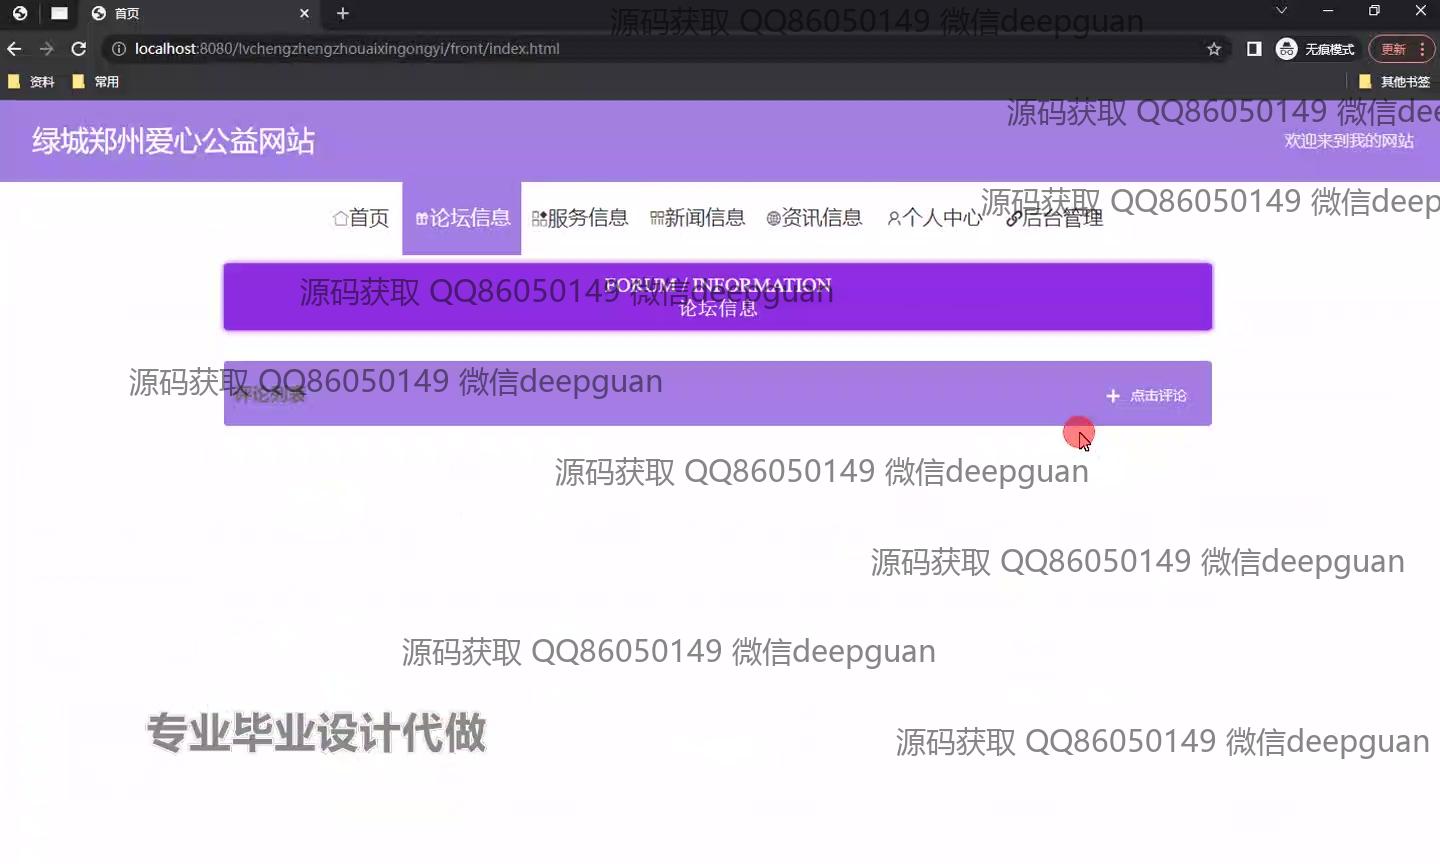 首页
localhost:8080/lvchengzhengzhouaixingongyi/front/index.html
无痕模式
更新
资料
常用
其他书签
源码获取 QQ86050149 微信deepguan
源码获取 QQ86050149 微信dee
绿城郑州爱心公益网站
欢迎来到我的网站
源码获取 QQ86050149 微信deep
首页
论坛信息
服务信息
新闻信息
资讯信息
个人中心
后台管理
FORUM / INFORMATION
源码获取 QQ86050149 微信deepguan
论坛信息
源码获取 QQ86050149 微信deepguan
评论列表
点击评论
源码获取 QQ86050149 微信deepguan
源码获取 QQ86050149 微信deepguan
源码获取 QQ86050149 微信deepguan
专业毕业设计代做
源码获取 QQ86050149 微信deepguan